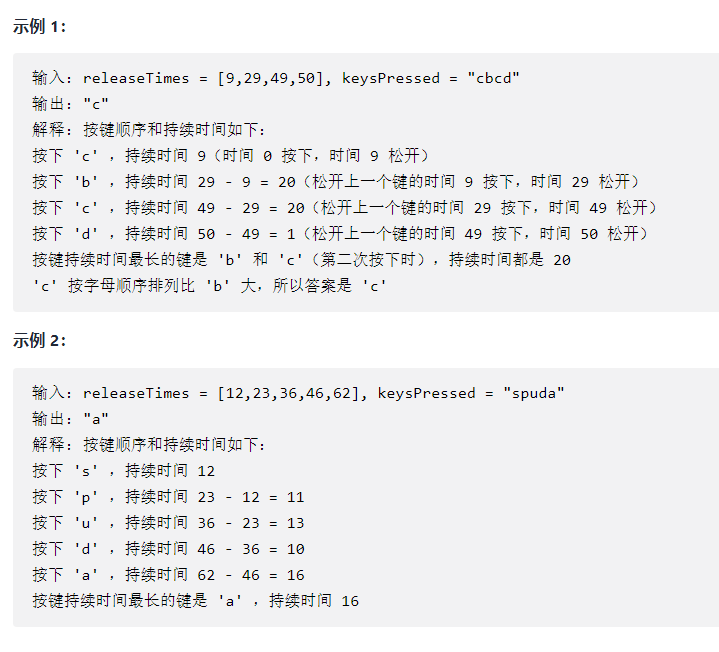 示例 1：
输入：releaseTimes = [9,29,49,50], keysPressed = "cbcd"
输出："c"
解释：按键顺序和持续时间如下：
按下 'c' ，持续时间 9（时间 0 按下，时间 9 松开）
按下 'b' ，持续时间 29 - 9 = 20（松开上一个键的时间 9 按下，时间 29 松开）
按下 'c' ，持续时间 49 - 29 = 20（松开上一个键的时间 29 按下，时间 49 松开）
按下 'd' ，持续时间 50 - 49 = 1（松开上一个键的时间 49 按下，时间 50 松开）
按键持续时间最长的键是 'b' 和 'c'（第二次按下时），持续时间都是 20
'c' 按字母顺序排列比 'b' 大，所以答案是 'c'
示例 2：
输入：releaseTimes = [12,23,36,46,62], keysPressed = "spuda"
输出："a"
解释：按键顺序和持续时间如下：
按下 's' ，持续时间 12
按下 'p' ，持续时间 23 - 12 = 11
按下 'u' ，持续时间 36 - 23 = 13
按下 'd' ，持续时间 46 - 36 = 10
按下 'a' ，持续时间 62 - 46 = 16
按键持续时间最长的键是 'a' ，持续时间 16